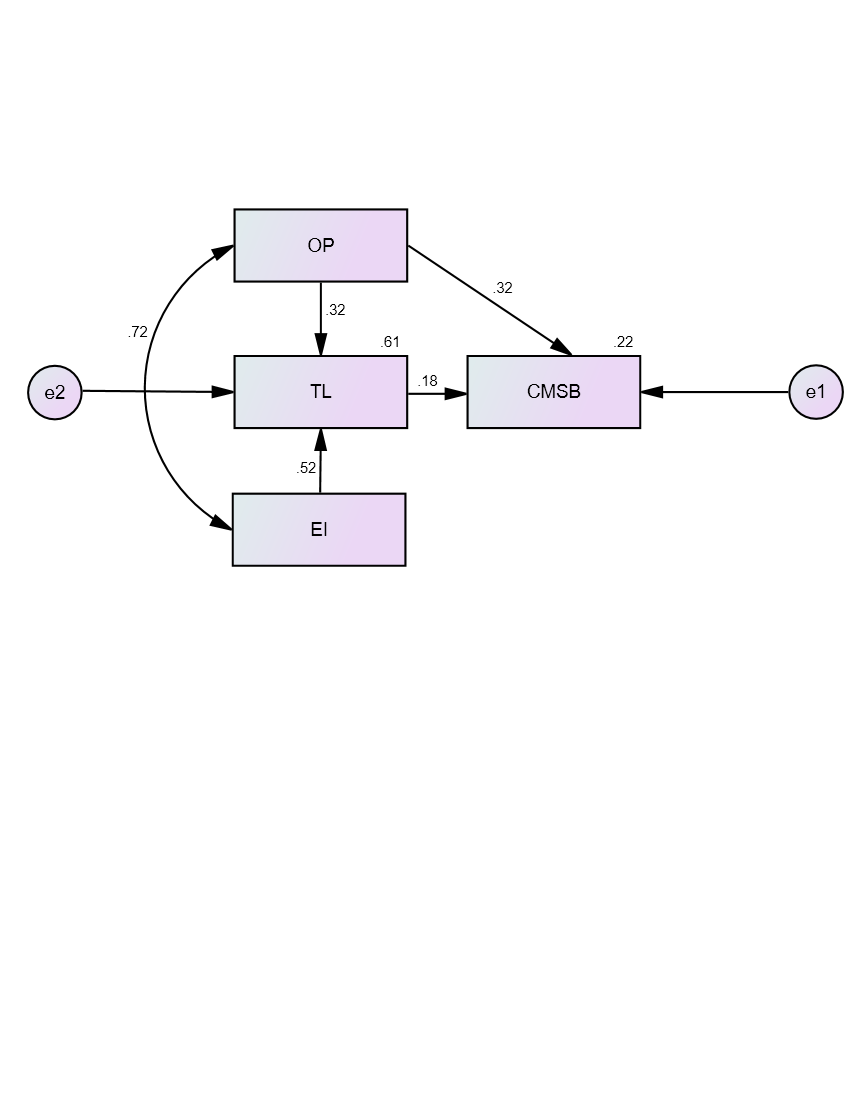 OP
.32
.72
.32
.61
.22
e2
TL
.18
CMSB
e1
.52
EI